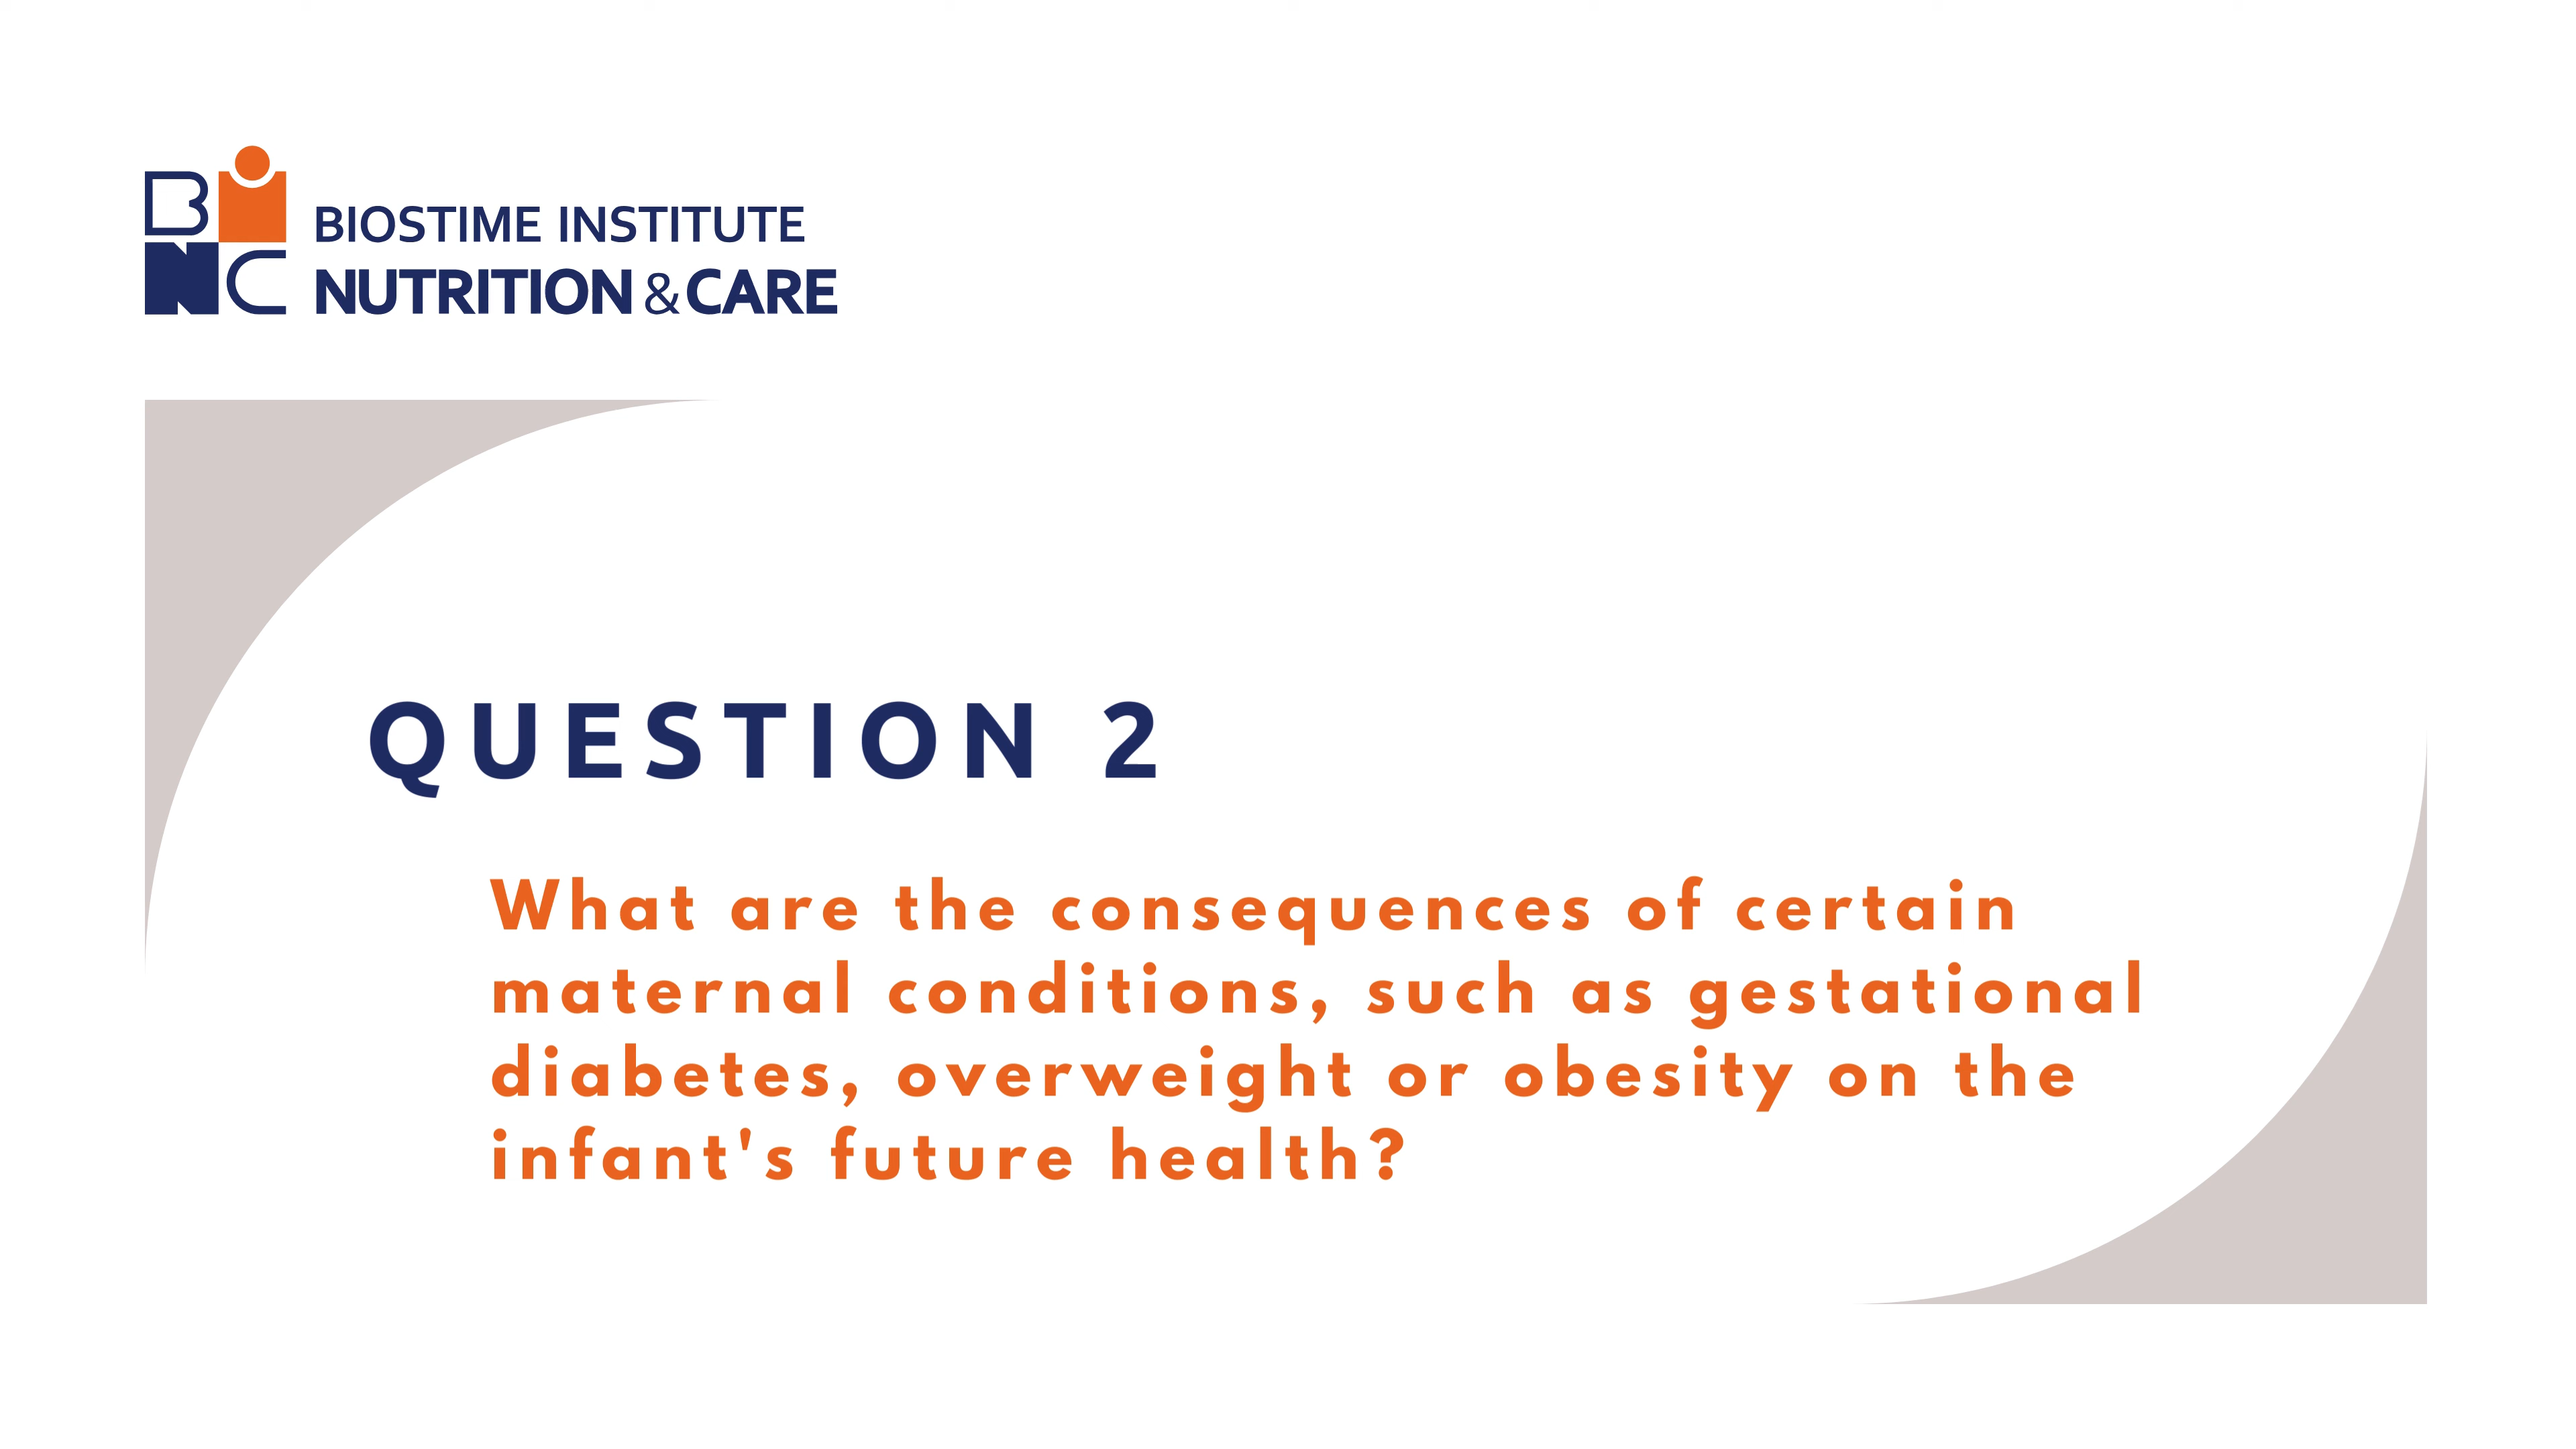 BiNC
BIOSTIME INSTITUTE
NUTRITION & CARE
QUESTION 2
What are the consequences of certain
maternal conditions, such as gestational
diabetes, overweight or obesity on the
infant's future health?